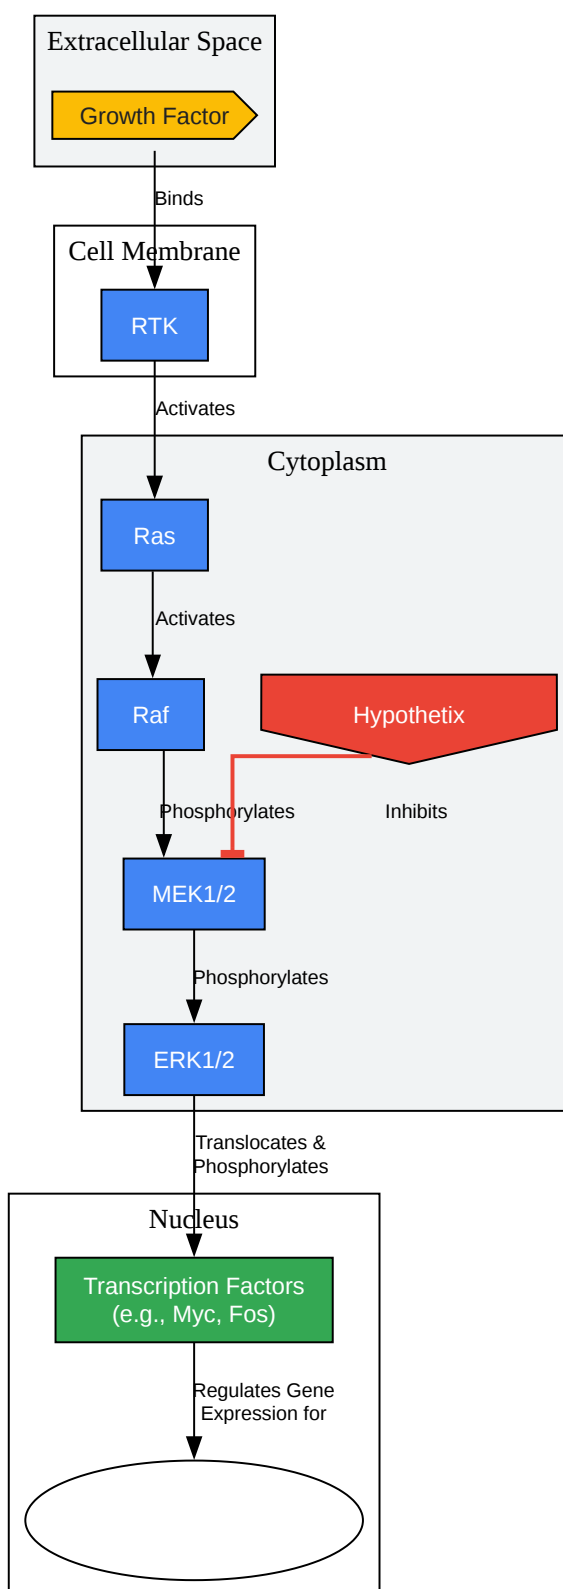 Extracellular Space
Growth Factor
Binds
Cell Membrane
RTK
Activates
Cytoplasm
Ras
Activates
Raf
Hypothetix
Phosphorylates
Inhibits
MEK1/2
Phosphorylates
ERK1/2
Translocates &
Phosphorylates
Nucleus
Transcription Factors
(e.g., Myc, Fos)
Regulates Gene
Expression for